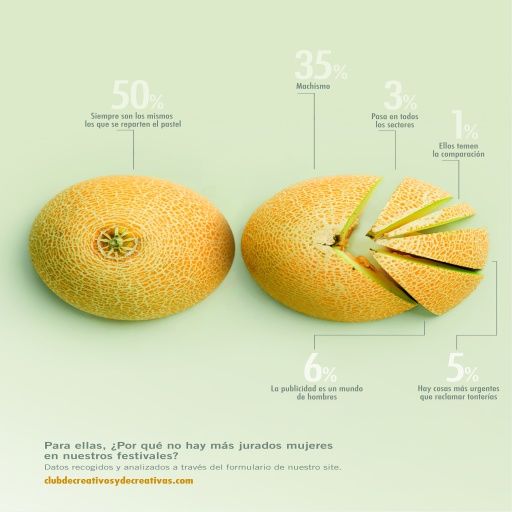 50%
Siempre son los mismos
los que se reparten el pastel
35%
Machismo
3%
Pasa en todos
los sectores
1%
Ellos temen
la comparación
6%
La publicidad es un mundo
de hombres
5%
Hay cosas más urgentes
que reclamar tonterías
Para ellas, ¿Por qué no hay más jurados mujeres
en nuestros festivales?
Datos recogidos y analizados a través del formulario de nuestro site.
clubdecreativosydecreativas.com